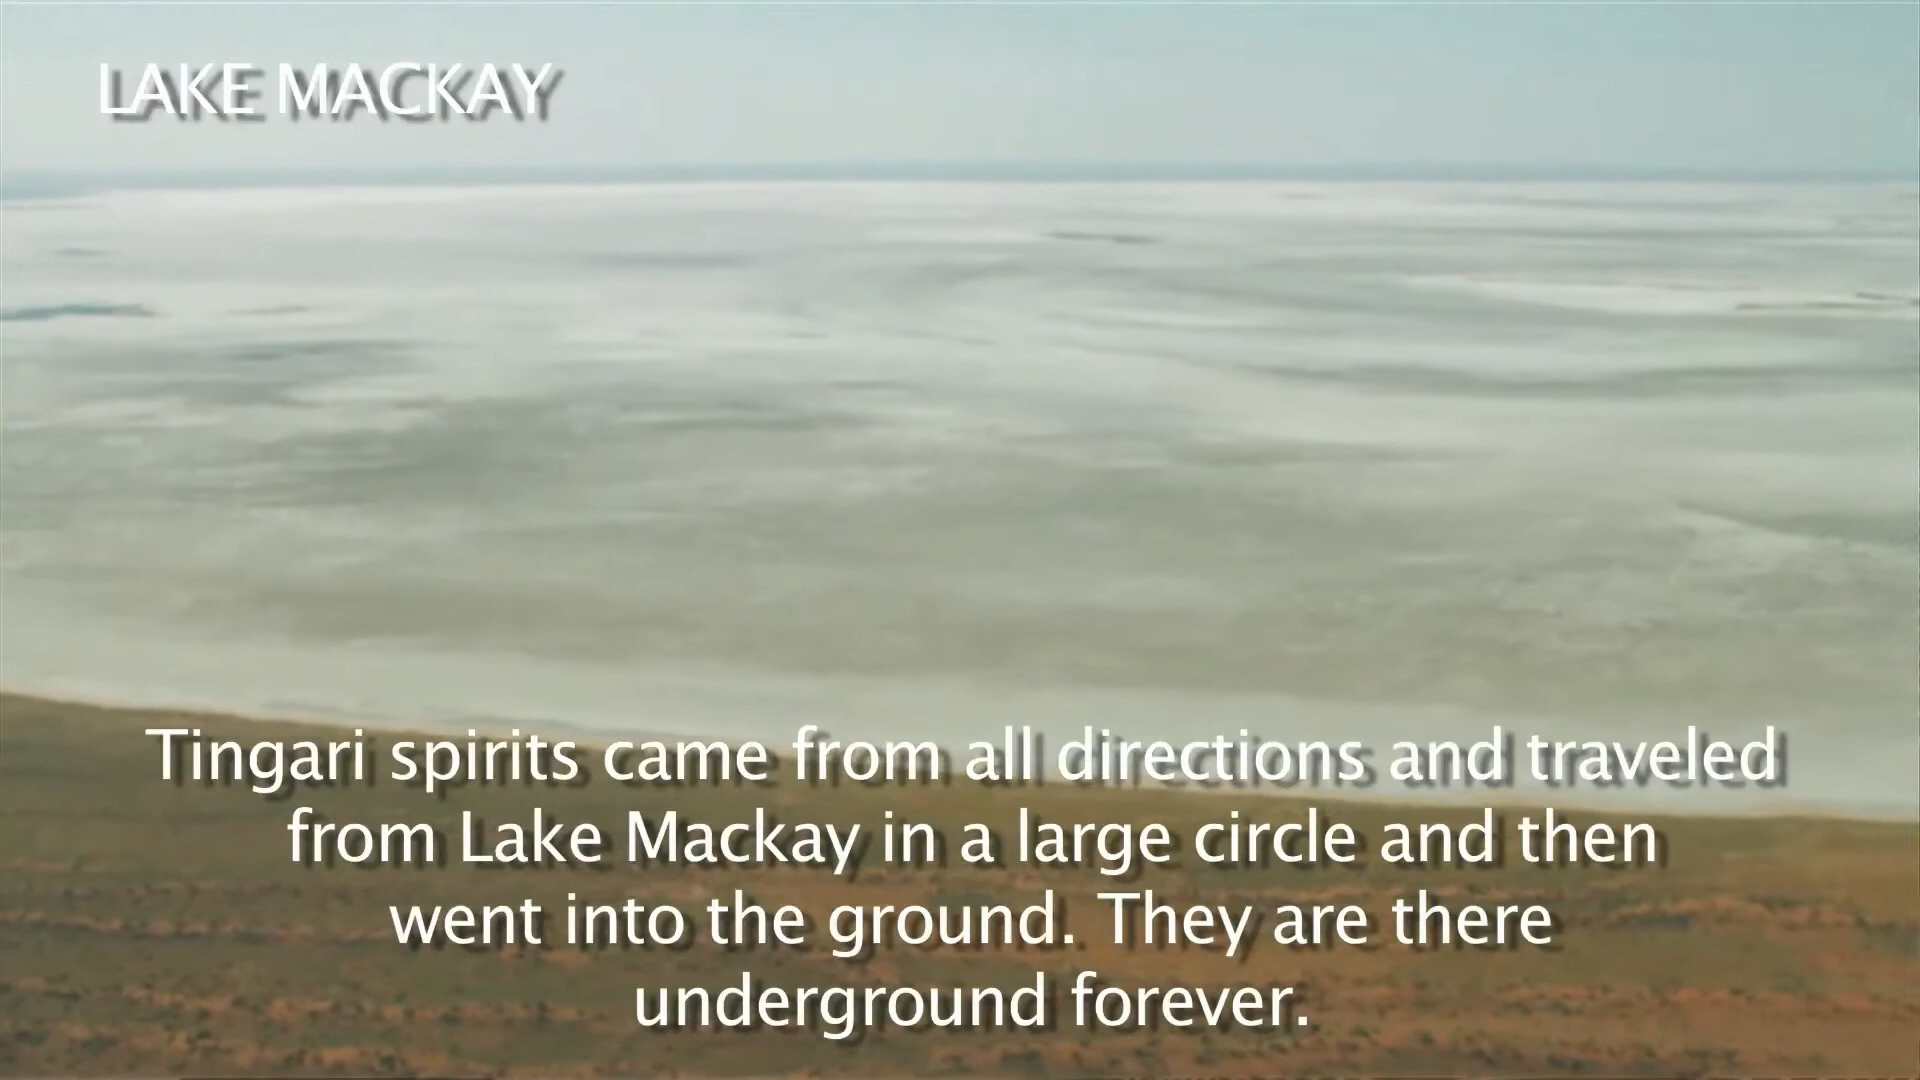 LAKE MACKAY
Tingari spirits came from all directions and traveled
from Lake Mackay in a large circle and then
went into the ground. They are there
underground forever.